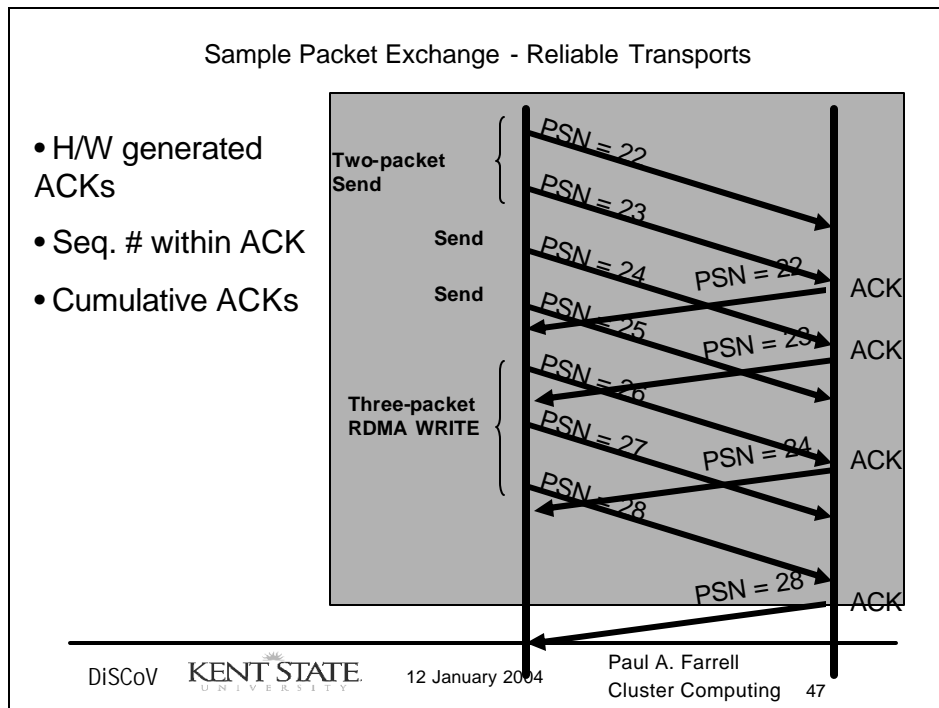 Sample Packet Exchange - Reliable Transports
• H/W generated
ACKs
• Seq. # within ACK
• Cumulative ACKs
Two-packet
Send
Send
Send
Three-packet
RDMA WRITE
PSN = 22
PSN = 23
PSN = 24
PSN = 22
ACK
PSN = 25
PSN = 23
ACK
PSN = 26
PSN = 27
PSN = 24
ACK
PSN = 28
PSN = 28
ACK
DiSCoV
KENT STATE
UNIVERSITY
12 January 2004
Paul A. Farrell
Cluster Computing
47